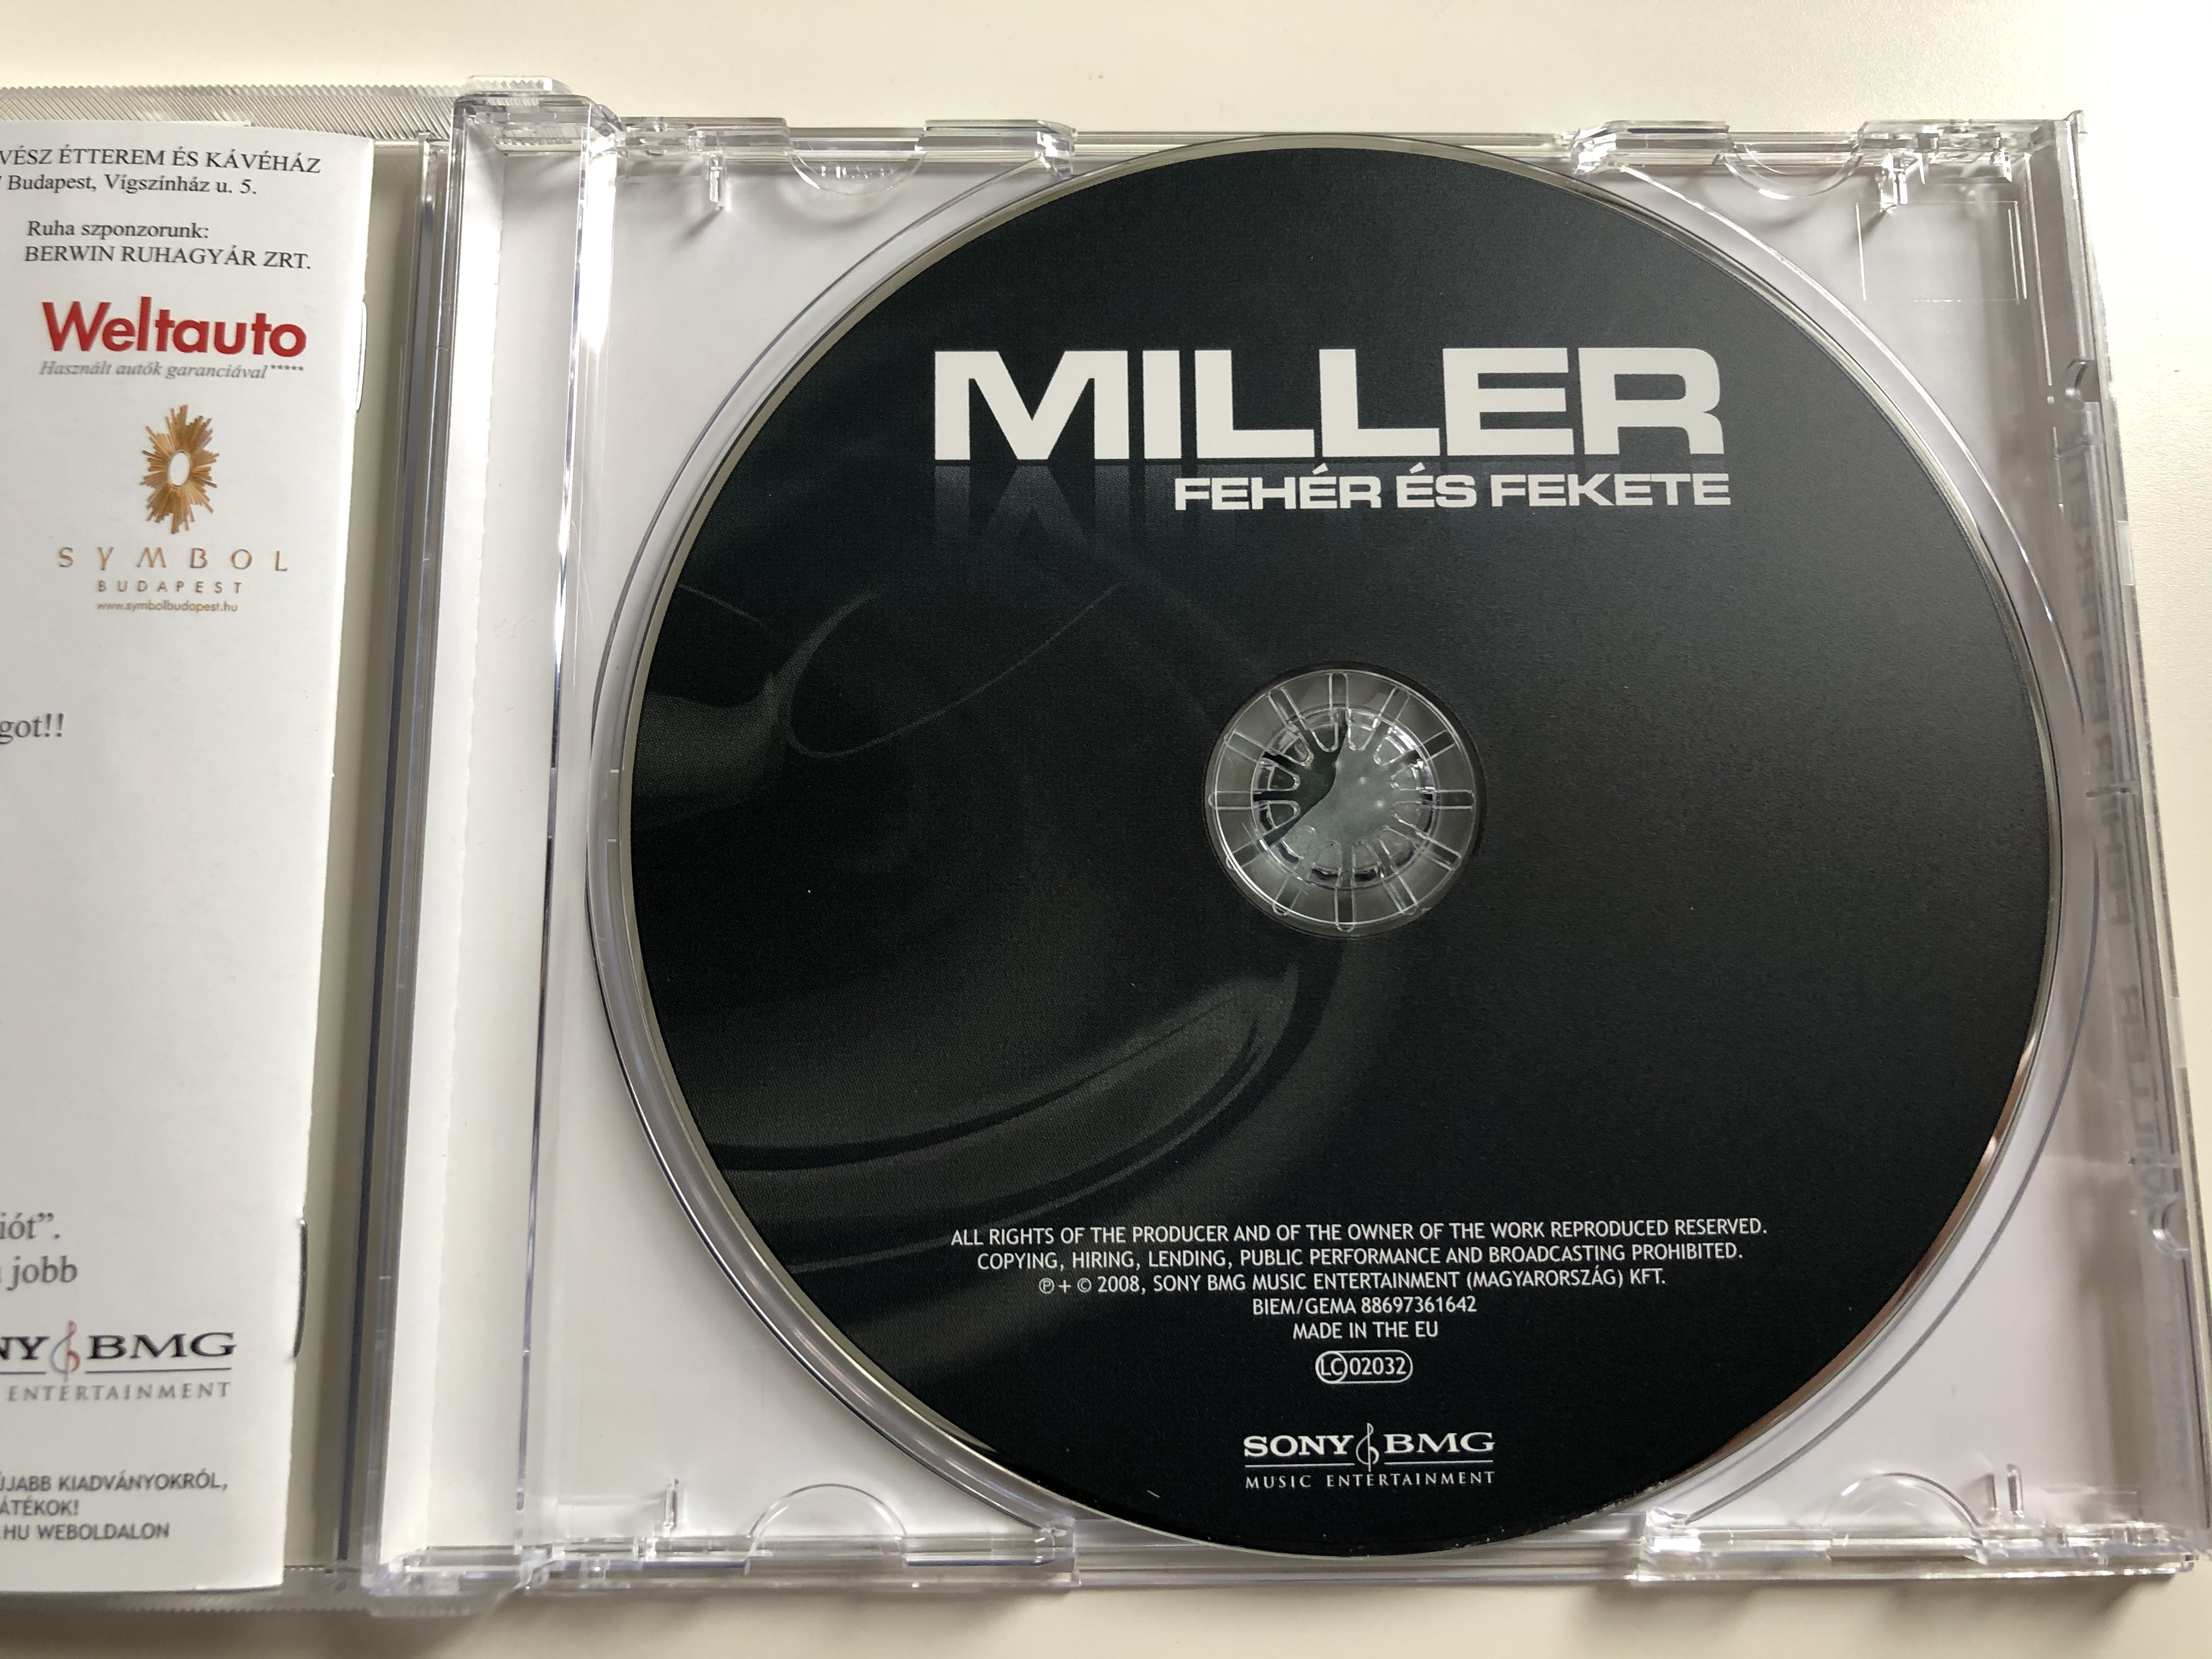 VÉSZ ÉTTEREM ÉS KÁVÉHÁZ
Budapest, Vígszínház u. 5.
Ruha szponzorunk:
BERWIN RUHAGYÁR ZRT.
Weltauto
Használt autók garanciával*****
SYMBOL
BUDAPEST
www.symbolbudapest.hu
got!!
iót”.
jobb
NY BMG
ENTERTAINMENT
ÚJABB KIADVÁNYOKRÓL,
ÁTÉKOK!
.HU WEBOLDALON
MILLER
FEHÉR ÉS FEKETE
ALL RIGHTS OF THE PRODUCER AND OF THE OWNER OF THE WORK REPRODUCED RESERVED.
COPYING, HIRING, LENDING, PUBLIC PERFORMANCE AND BROADCASTING PROHIBITED.
℗ + © 2008, SONY BMG MUSIC ENTERTAINMENT (MAGYARORSZÁG) KFT.
BIEM/GEMA 88697361642
MADE IN THE EU
LC 02032
SONY BMG
MUSIC ENTERTAINMENT